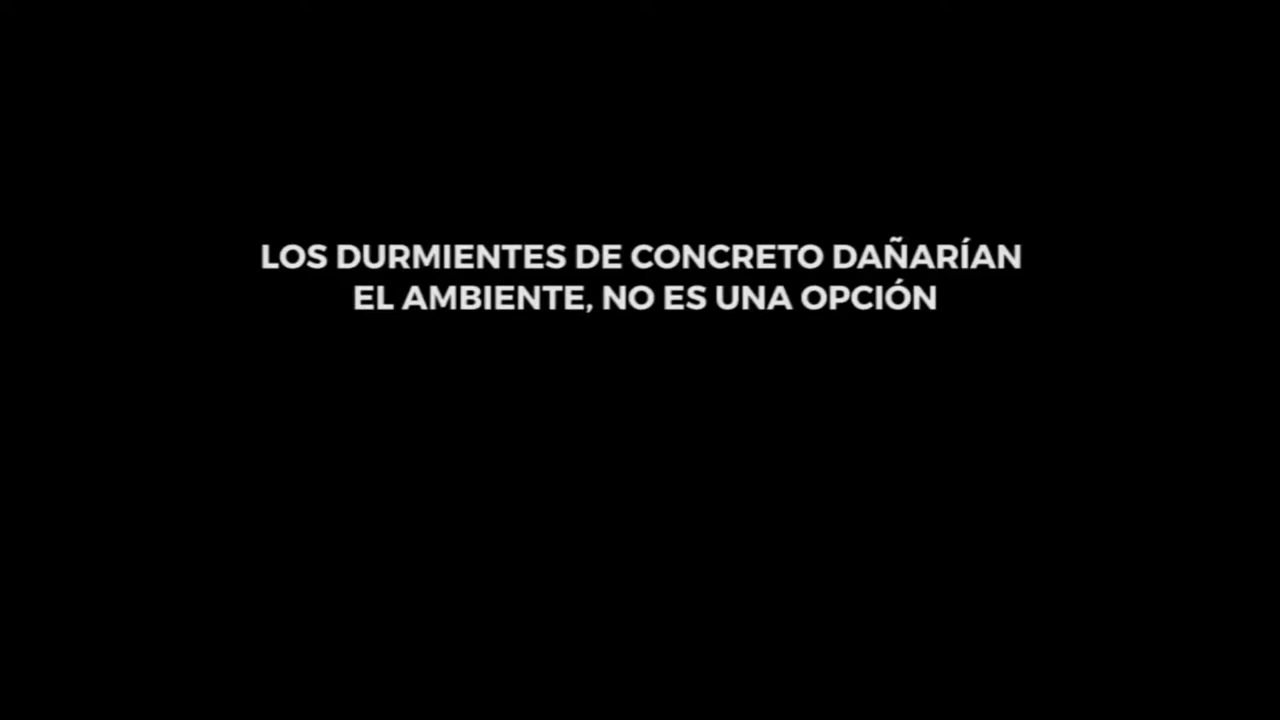 LOS DURMIENTES DE CONCRETO DAÑARÍAN
EL AMBIENTE, NO ES UNA OPCIÓN